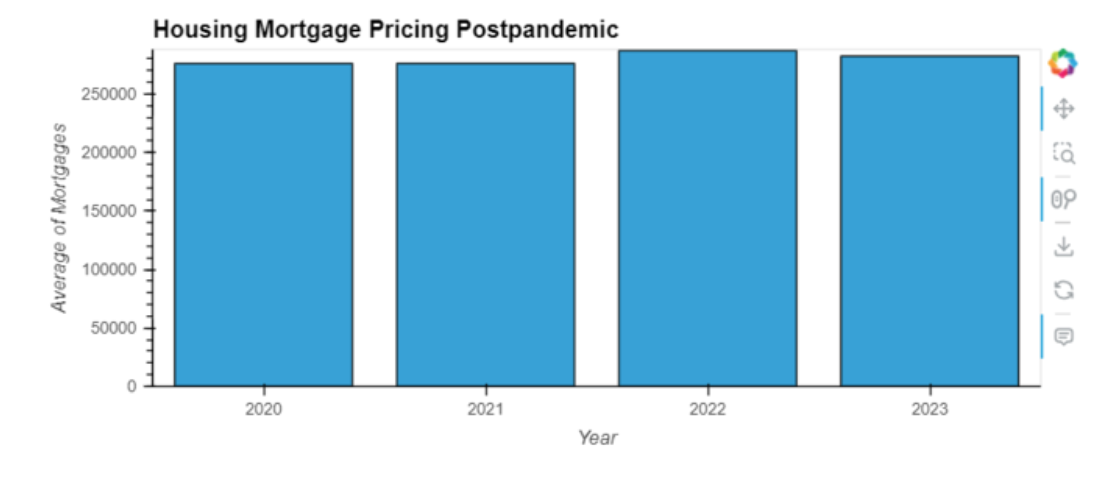 Housing Mortgage Pricing Postpandemic
Average of Mortgages
250000
200000
150000
100000
50000
0
2020 2021 2022 2023
Year